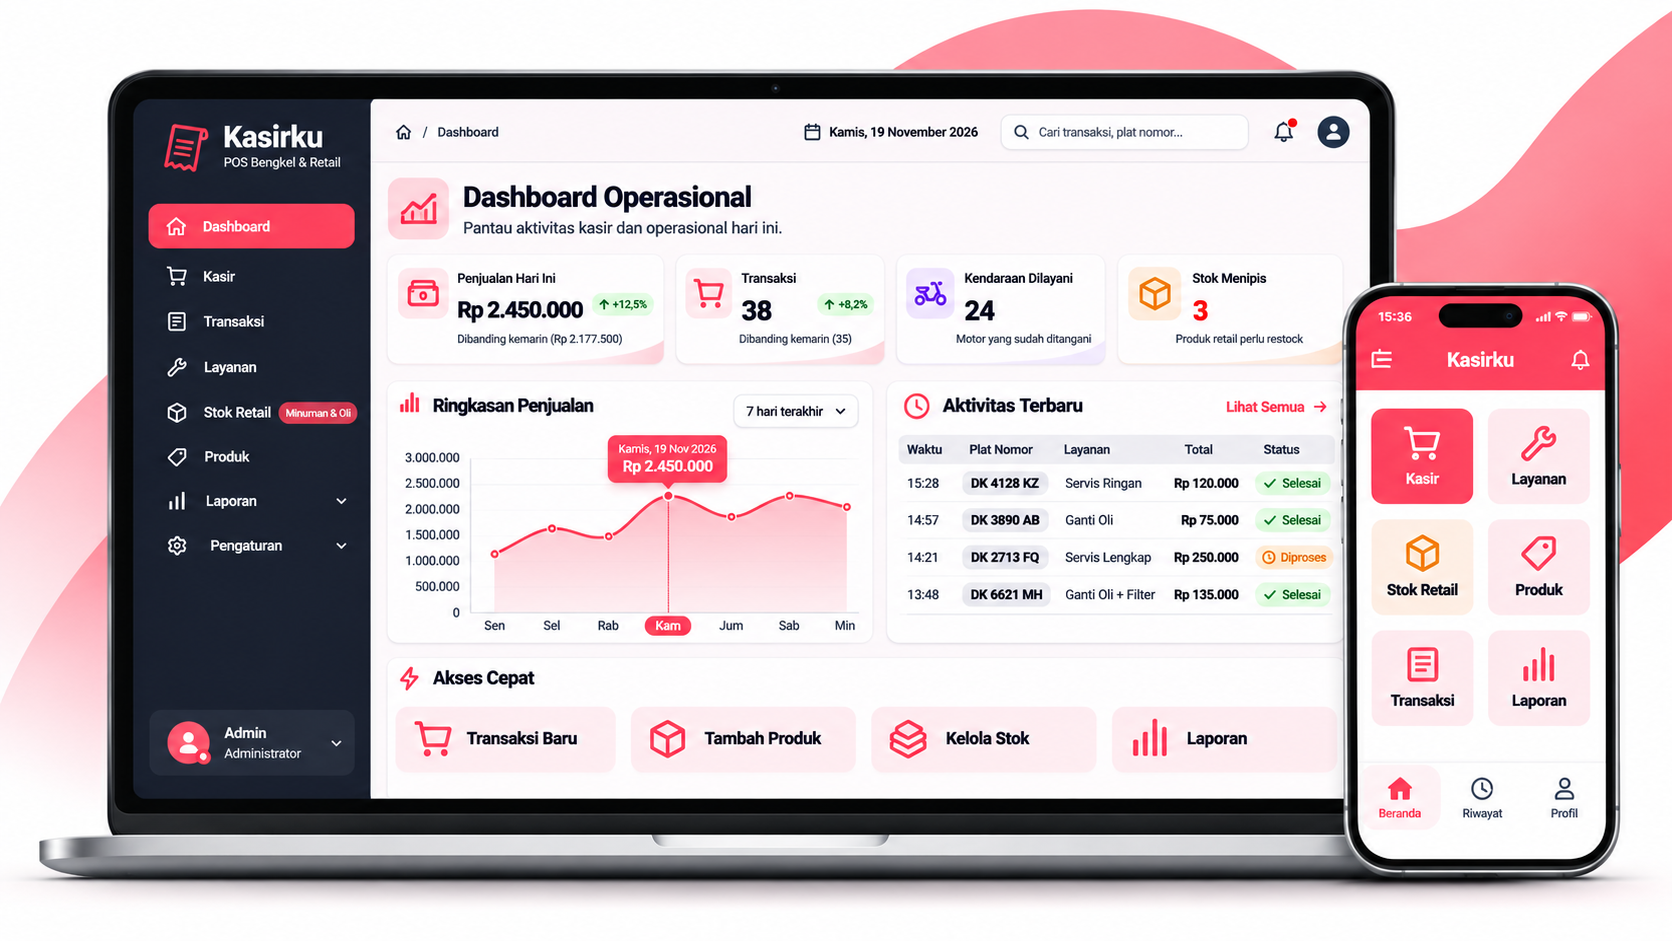 Kasirku
POS Bengkel & Retail
Dashboard
Kasir
Transaksi
Layanan
Stok Retail Minuman & Oli
Produk
Laporan
Pengaturan
Admin
Administrator
/ Dashboard
Kamis, 19 November 2026
Cari transaksi, plat nomor...
Dashboard Operasional
Pantau aktivitas kasir dan operasional hari ini.
Penjualan Hari Ini
Rp 2.450.000 +12,5%
Dibanding kemarin (Rp 2.177.500)
Transaksi
38 +8,2%
Dibanding kemarin (35)
Kendaraan Dilayani
24
Motor yang sudah ditangani
Stok Menipis
3
Produk retail perlu restock
Ringkasan Penjualan
7 hari terakhir
Kamis, 19 Nov 2026
Rp 2.450.000
3.000.000
2.500.000
2.000.000
1.500.000
1.000.000
500.000
0
Sen Sel Rab Kam Jum Sab Min
Aktivitas Terbaru
Lihat Semua
Waktu Plat Nomor Layanan Total Status
15:28 DK 4128 KZ Servis Ringan Rp 120.000 Selesai
14:57 DK 3890 AB Ganti Oli Rp 75.000 Selesai
14:21 DK 2713 FQ Servis Lengkap Rp 250.000 Diproses
13:48 DK 6621 MH Ganti Oli + Filter Rp 135.000 Selesai
Akses Cepat
Transaksi Baru
Tambah Produk
Kelola Stok
Laporan
15:36
Kasirku
Kasir
Layanan
Stok Retail
Produk
Transaksi
Laporan
Beranda
Riwayat
Profil